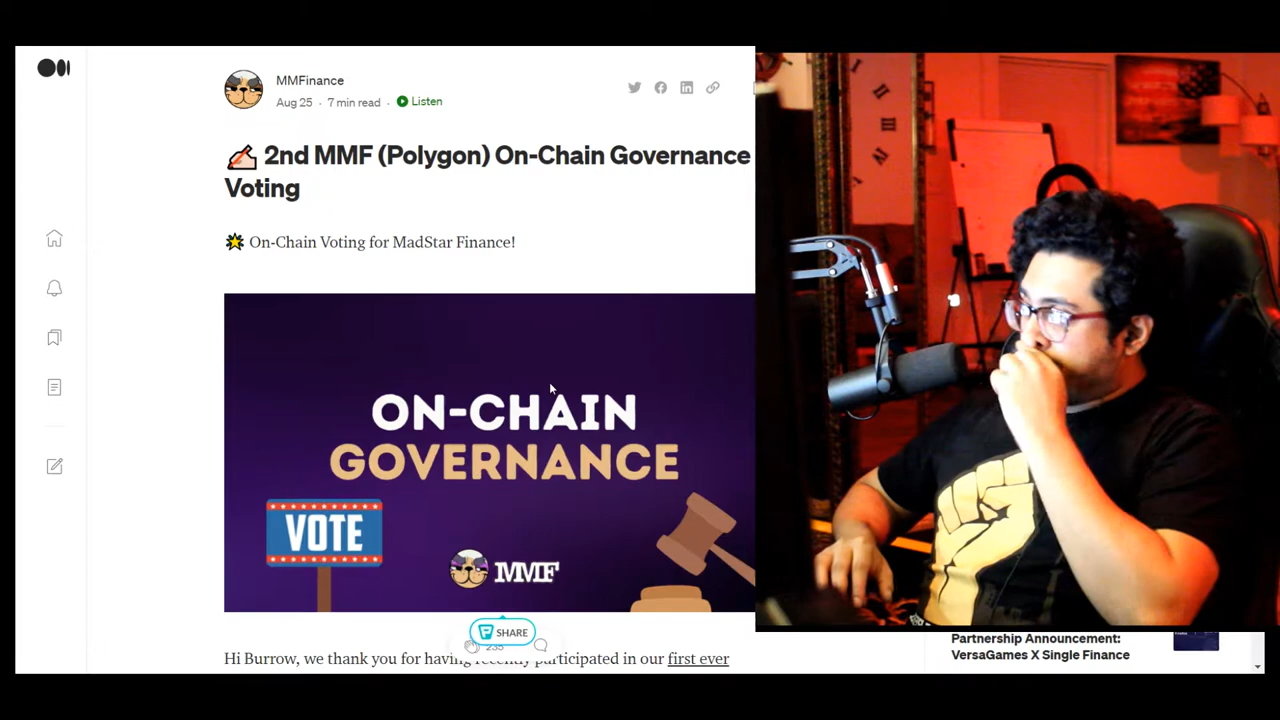 MMFinance
Aug 25 · 7 min read · Listen
✍🏻 2nd MMF (Polygon) On-Chain Governance
Voting
🌟 On-Chain Voting for MadStar Finance!
ON-CHAIN
GOVERNANCE
VOTE
MMF
SHARE
235
Hi Burrow, we thank you for having recently participated in our first ever
Partnership Announcement:
VersaGames X Single Finance